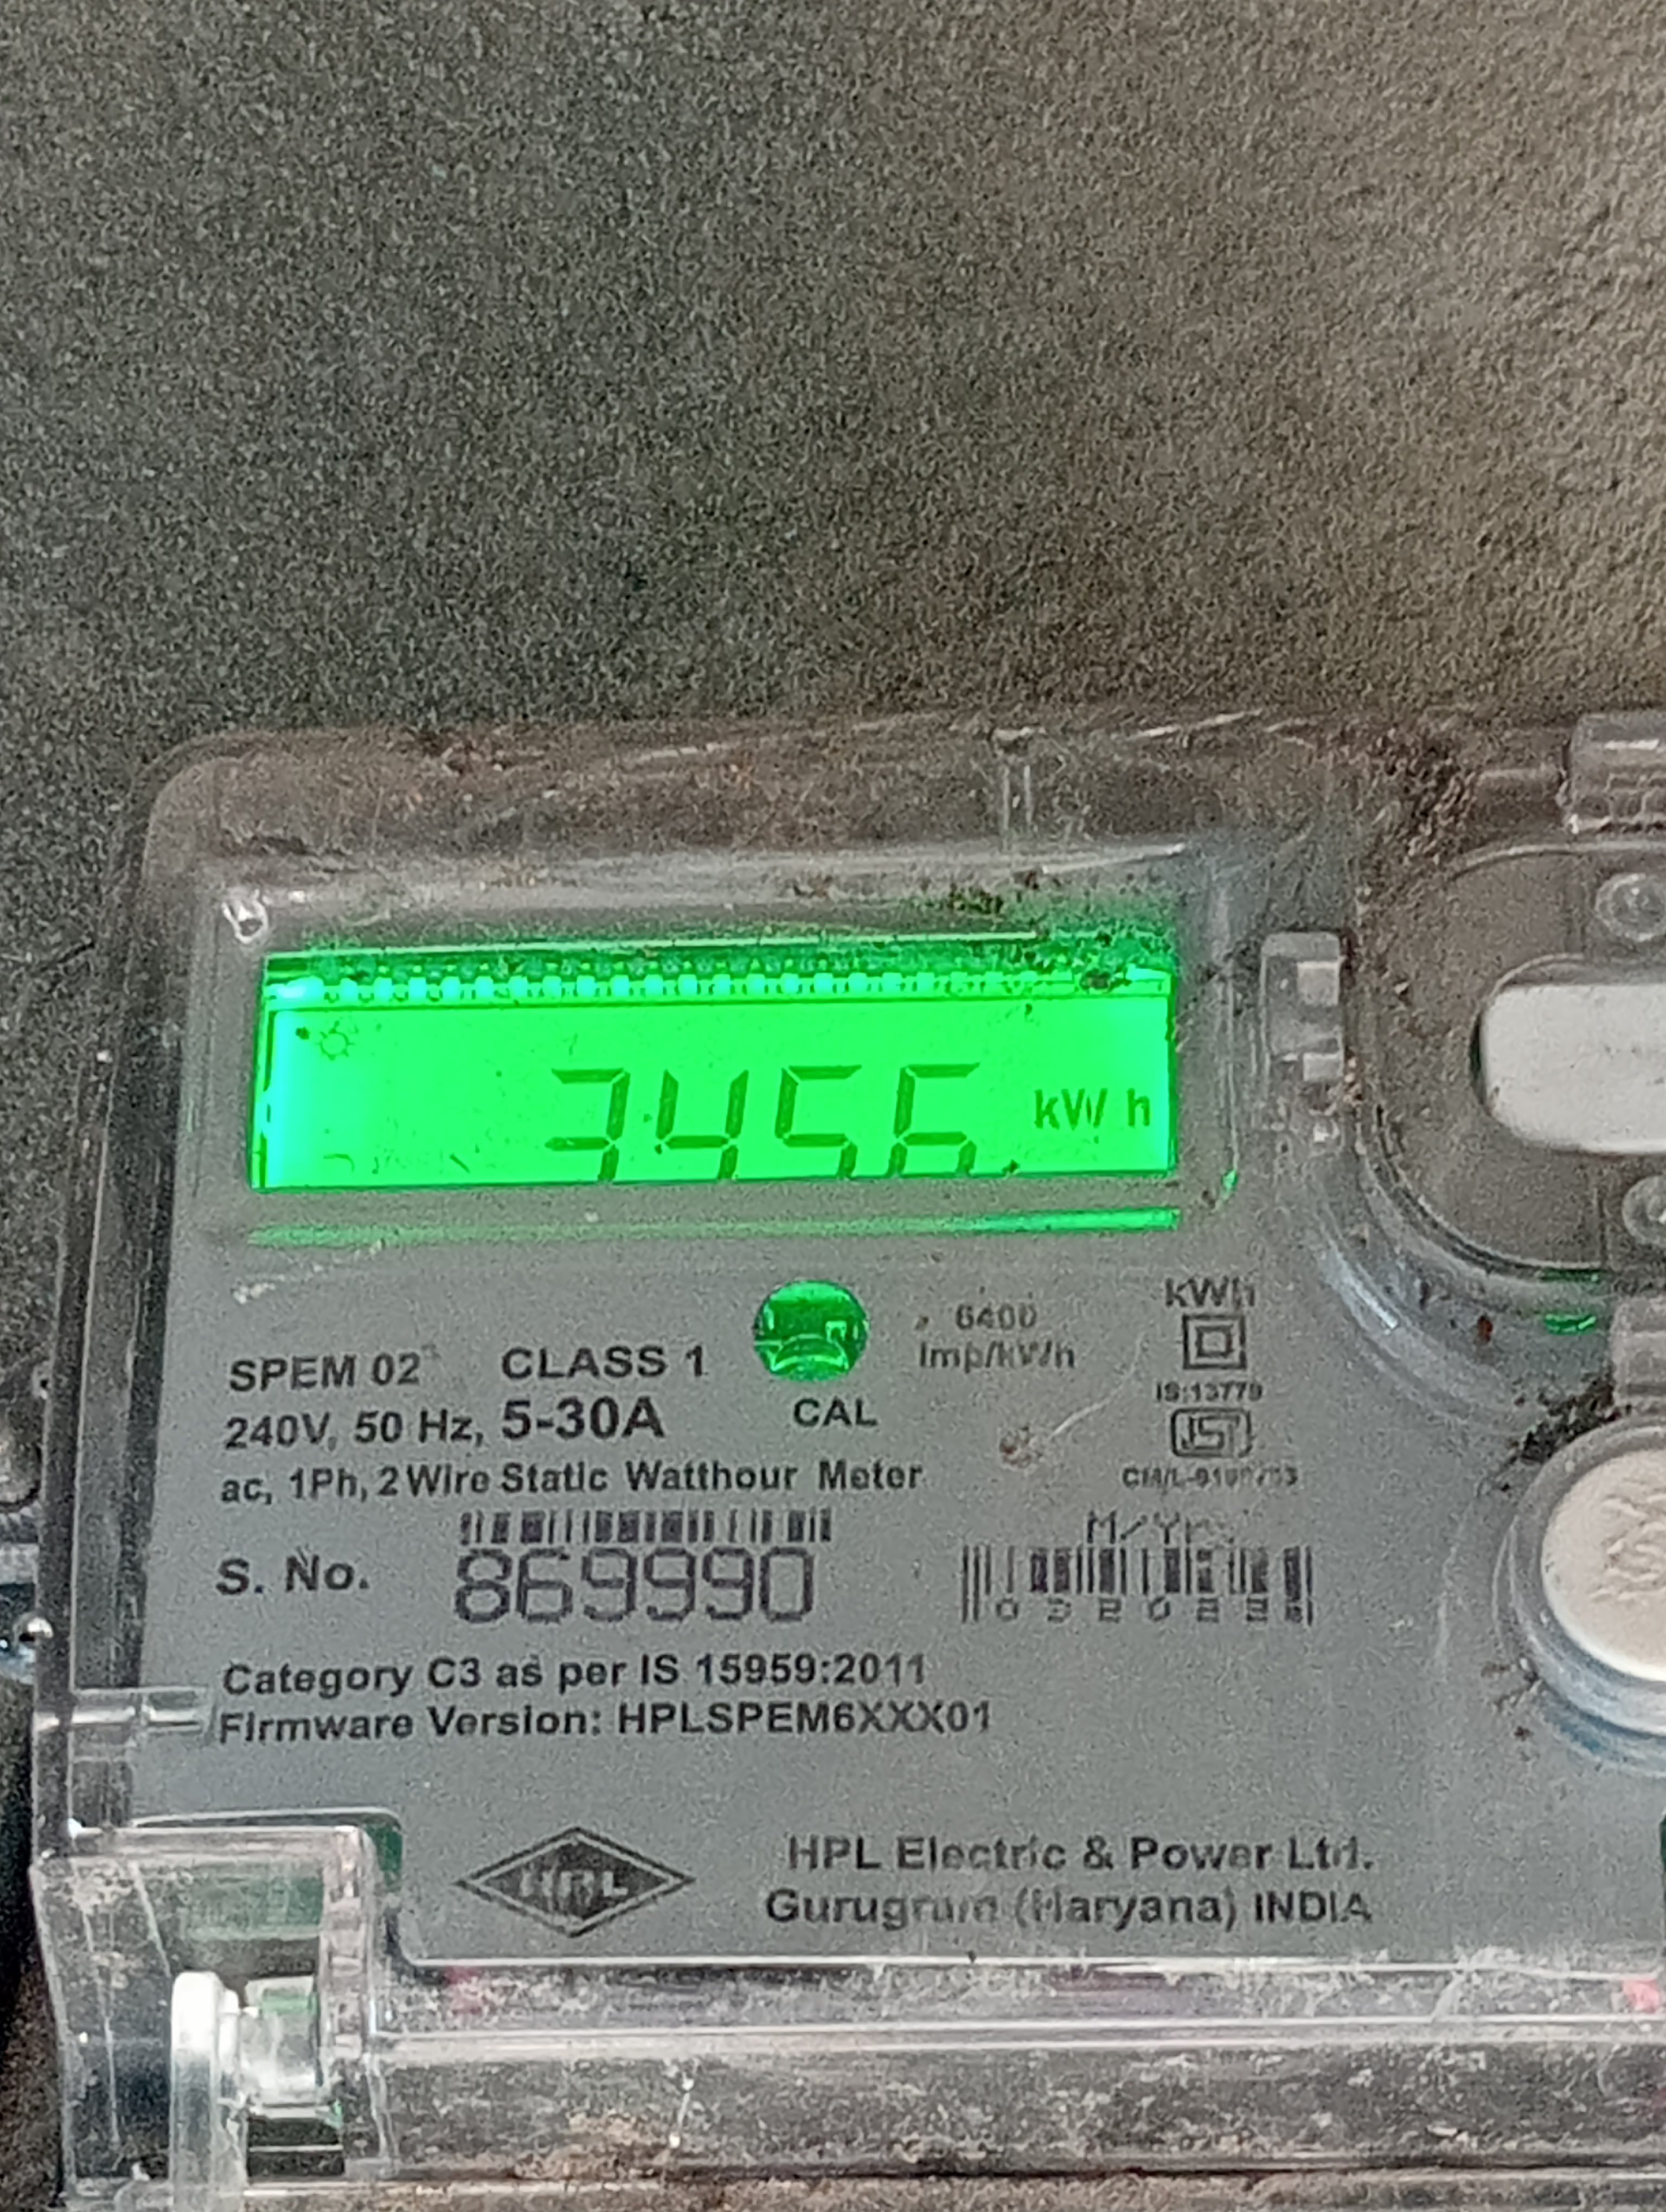 3456 kWh
6400
Imp/kWh
kWh
SPEM 02 CLASS 1
240V, 50 Hz, 5-30A
CAL
IS:13779
ac, 1Ph, 2 Wire Static Watthour Meter
S. No. 869990
Category C3 as per IS 15959:2011
Firmware Version: HPLSPEM6XXX01
HPL
HPL Electric & Power Ltd.
Gurugram (Haryana) INDIA